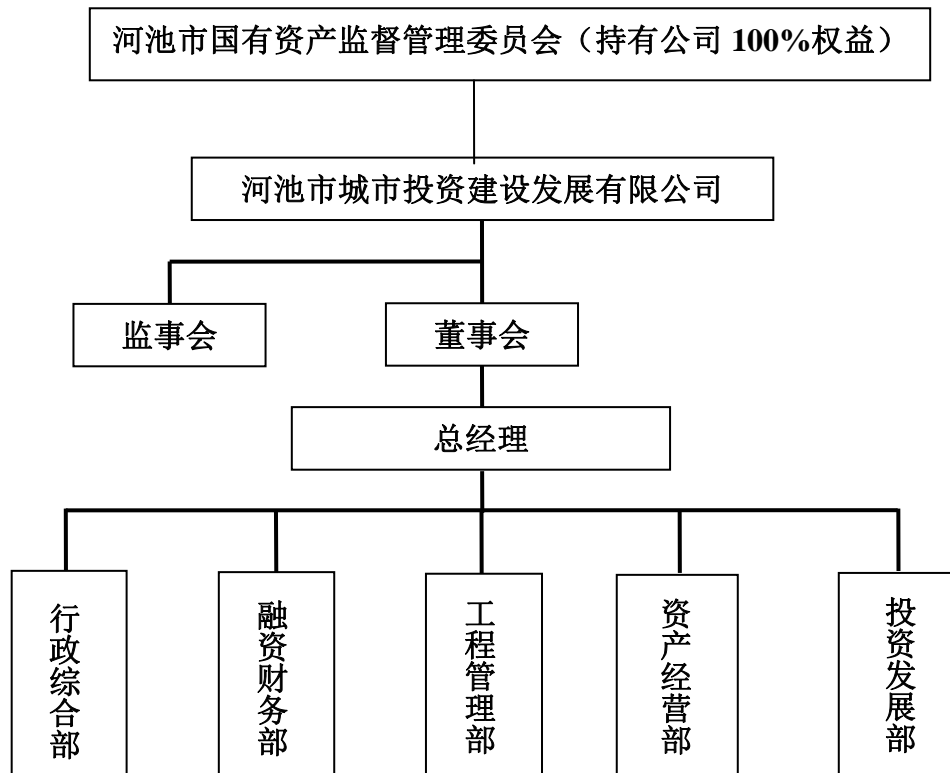 河池市国有资产监督管理委员会（持有公司 100%权益）
河池市城市投资建设发展有限公司
监事会
董事会
总经理
行政综合部
融资财务部
工程管理部
资产经营部
投资发展部